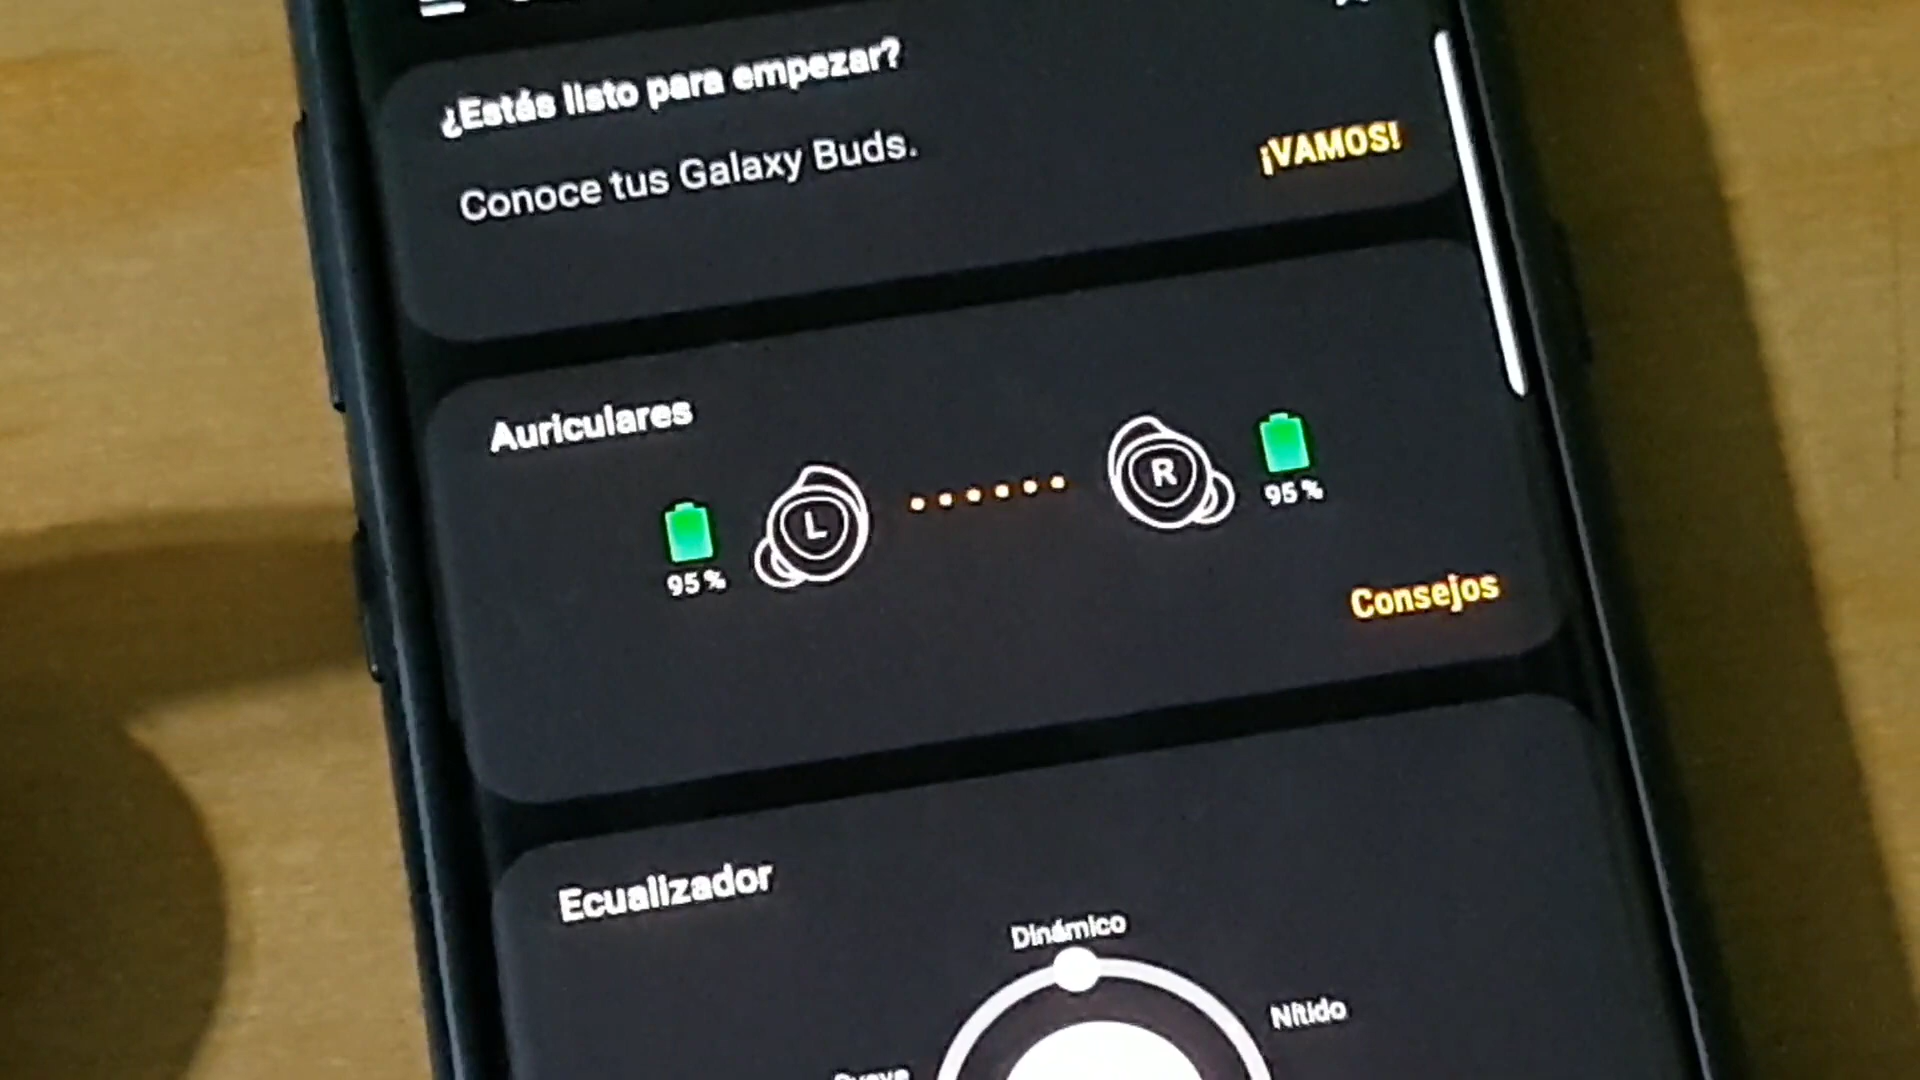 ¿Estás listo para empezar?
Conoce tus Galaxy Buds.
¡VAMOS!
Auriculares
L
R
95 %
95 %
Consejos
Ecualizador
Dinámico
Nítido